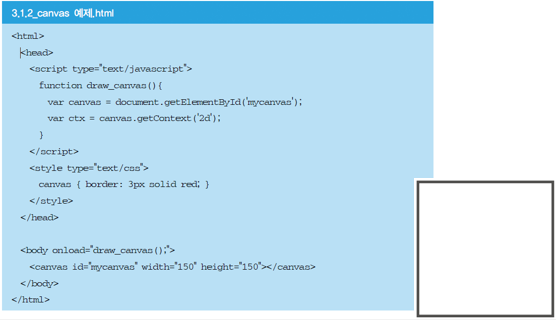 3.1.2_canvas 예제.html
<html>
<head>
<script type="text/javascript">
function draw_canvas(){
var canvas = document.getElementById('mycanvas');
var ctx = canvas.getContext('2d');
}
</script>
<style type="text/css">
canvas { border: 3px solid red; }
</style>
</head>
<body onload="draw_canvas();">
<canvas id="mycanvas" width="150" height="150"></canvas>
</body>
</html>